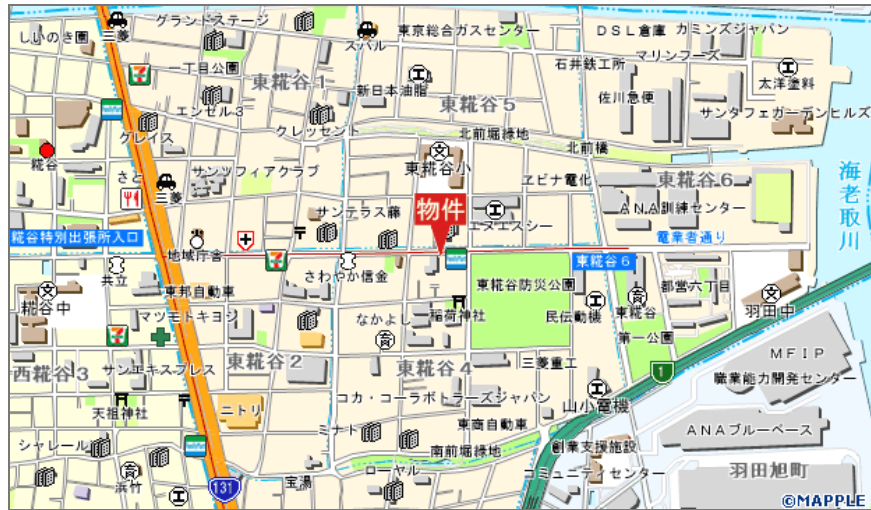 グランドステージ
東京総合ガスセンター
DSL倉庫
カミンズジャパン
しいのき園
三菱
スバル
マリンフーズ
石井鉄工所
一丁目公園
東糀谷1
新日本油脂
太洋塗料
佐川急便
エンゼル3
東糀谷5
サンタフェガーデンヒルズ
グレイス
クレッセント
北前堀緑地
北前橋
糀谷
東糀谷小
さと
サンツフィアクラブ
エビナ電化
東糀谷6
海老取川
三菱
物件
サンテラス藤
エヌエスシー
ANA訓練センター
糀谷特別出張所入口
電業者通り
地域庁舎
さわやか信金
東糀谷6
共立
東邦自動車
東糀谷防災公園
都営六丁目
糀谷中
マツモトキヨシ
なかよし
稲荷神社
民伝動機
東糀谷
羽田中
第一公園
西糀谷3
サンエキスプレス
東糀谷2
東糀谷4
三菱重工
1
MFIP
職業能力開発センター
天祖神社
ニトリ
コカ・コーラボトラーズジャパン
山小電機
ミナト
東商自動車
ANAブルーベース
シャレール
南前堀緑地
創業支援施設
浜竹
131
宝湯
ローヤル
コミュニティセンター
羽田旭町
©MAPPLE